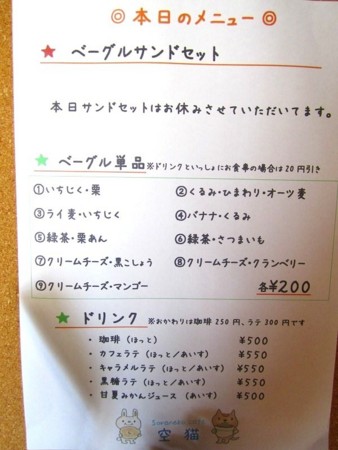 ◎本日のメニュー◎
★ ベーグルサンドセット
本日サンドセットはお休みさせていただいてます。
★ ベーグル単品 ※ドリンクといっしょにお食事の場合は20円引き
①いちじく・栗 ②くるみ・ひまわり・オーツ麦
③ライ麦・いちじく ④バナナ・くるみ
⑤緑茶・栗あん ⑥緑茶・さつまいも
⑦クリームチーズ・黒こしょう ⑧クリームチーズ・クランベリー
⑨クリームチーズ・マンゴー 各¥200
★ ドリンク ※おかわりは珈琲250円、ラテ300円です
・ 珈琲(ほっと) ¥500
・ カフェラテ(ほっと/あいす) ¥550
・ キャラメルラテ(ほっと/あいす) ¥550
・ 黒糖ラテ(ほっと/あいす) ¥550
・ 甘夏みかんジュース(あいす) ¥500
空猫